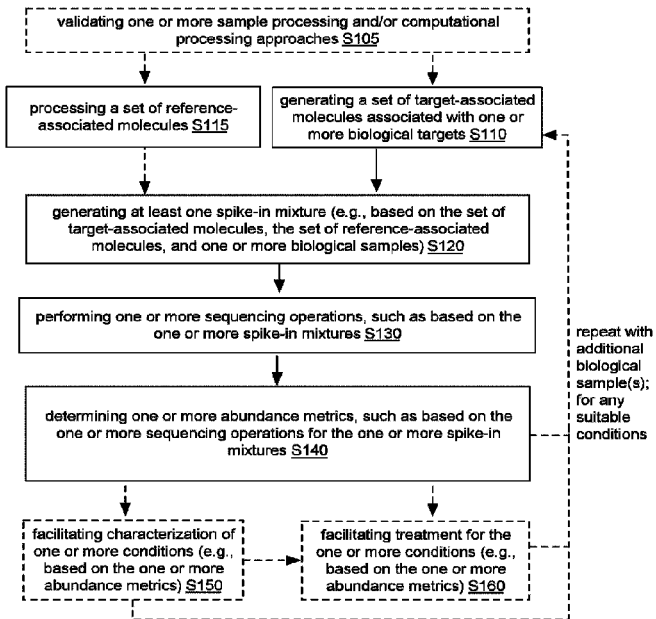 validating one or more sample processing and/or computational
processing approaches S105
processing a set of reference-
associated molecules S115
generating a set of target-associated
molecules associated with one or
more biological targets S110
generating at least one spike-in mixture (e.g., based on the set of
target-associated molecules, the set of reference-associated
molecules, and one or more biological samples) S120
performing one or more sequencing operations, such as based on the
one or more spike-in mixtures S130
repeat with
additional
biological
sample(s);
for any
suitable
conditions
determining one or more abundance metrics, such as based on the
one or more sequencing operations for the one or more spike-in
mixtures S140
facilitating characterization of
one or more conditions (e.g.,
based on the one or more
abundance metrics) S150
facilitating treatment for the
one or more conditions (e.g.,
based on the one or more
abundance metrics) S160